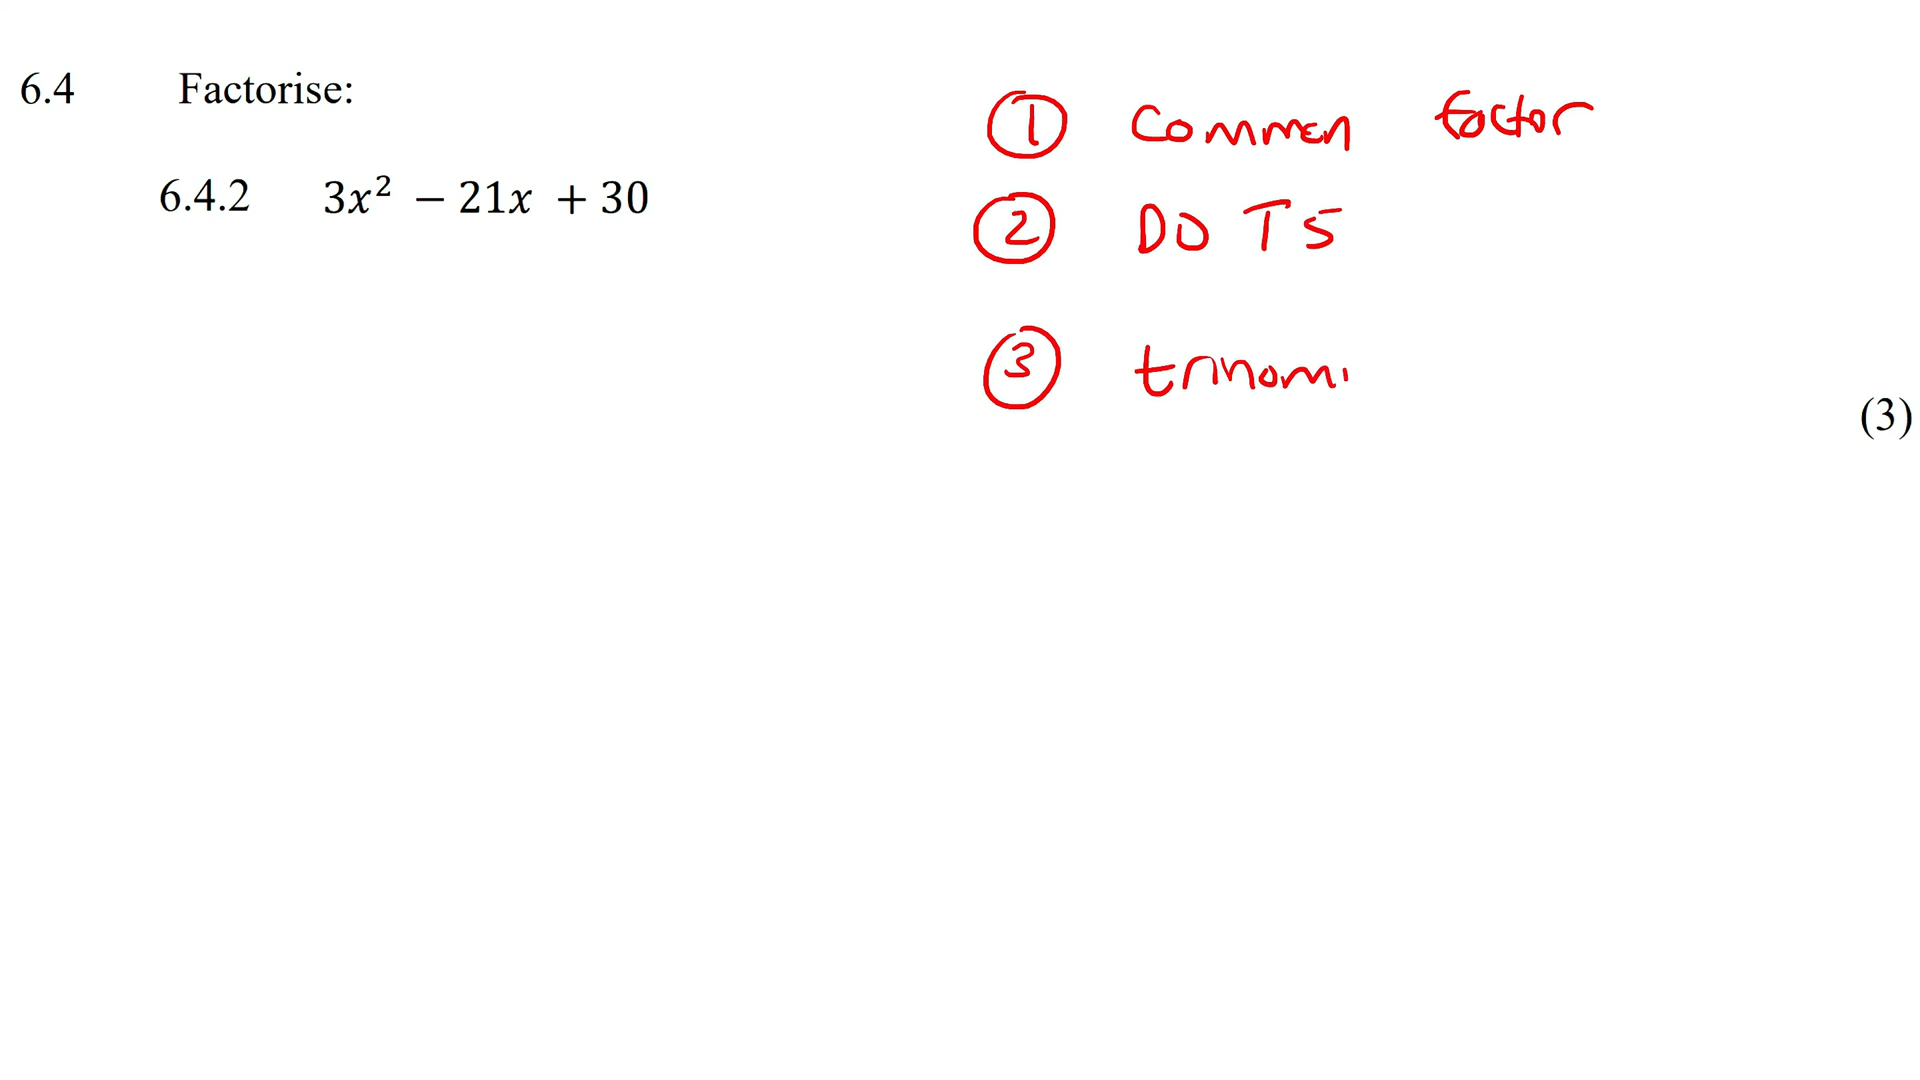 6.4 Factorise:
① Common factor
6.4.2 3x² − 21x + 30
② DOTS
③ trinomi
(3)